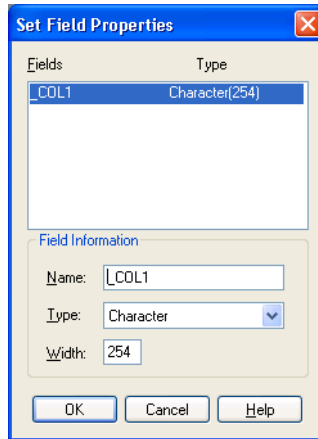 Set Field Properties
Fields Type
_COL1 Character(254)
Field Information
Name: _COL1
Type: Character
Width: 254
OK Cancel Help